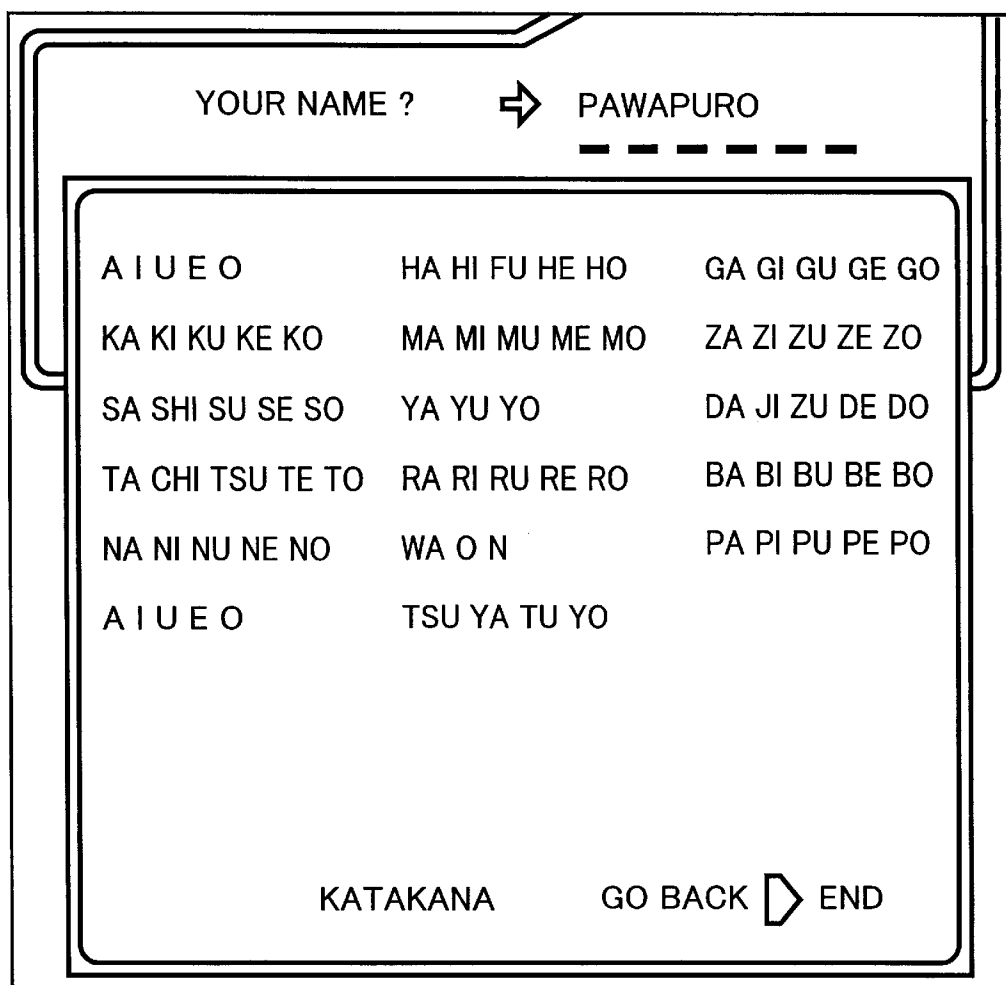 YOUR NAME ? ⇨ PAWAPURO
A I U E O HA HI FU HE HO GA GI GU GE GO
KA KI KU KE KO MA MI MU ME MO ZA ZI ZU ZE ZO
SA SHI SU SE SO YA YU YO DA JI ZU DE DO
TA CHI TSU TE TO RA RI RU RE RO BA BI BU BE BO
NA NI NU NE NO WA O N PA PI PU PE PO
A I U E O TSU YA TU YO
KATAKANA GO BACK END